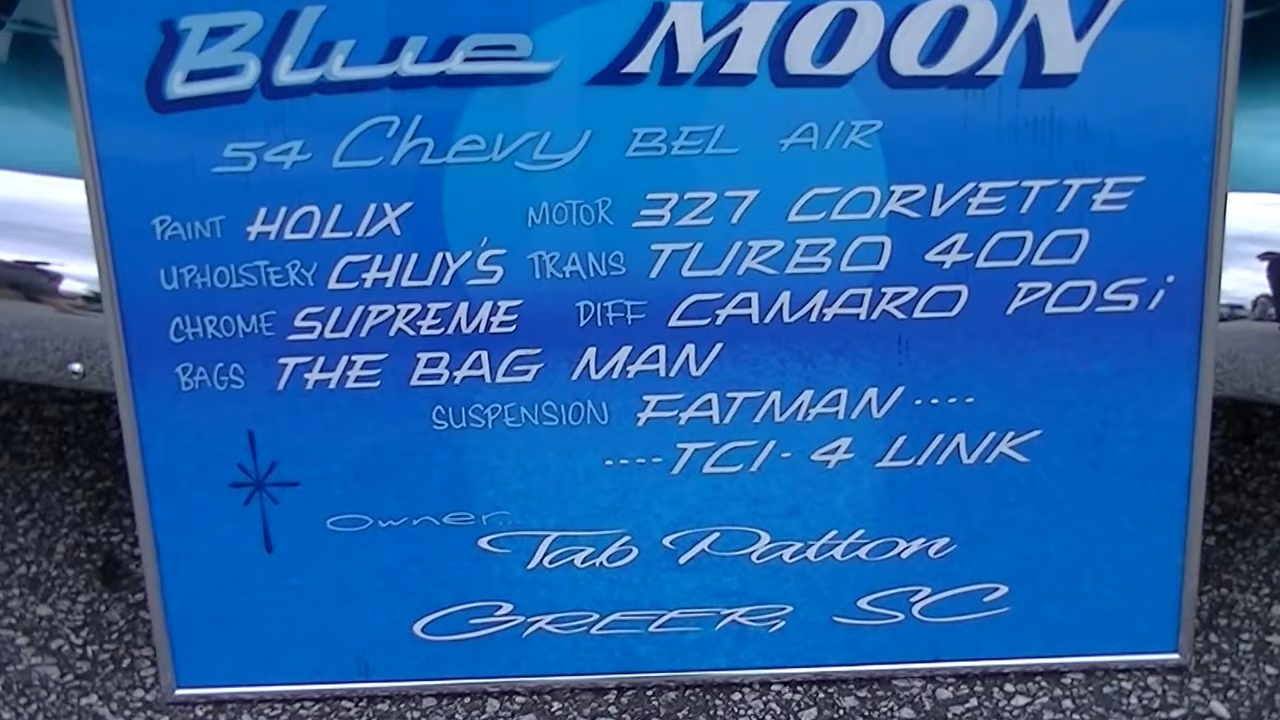 Blue MOON
54 Chevy BEL AIR
PAINT HOLIX MOTOR 327 CORVETTE
UPHOLSTERY CHUY'S TRANS TURBO 400
CHROME SUPREME DIFF CAMARO POSi
BAGS THE BAG MAN
SUSPENSION FATMAN ····
····TCI- 4 LINK
Owner..
Tab Patton
GREER, SC